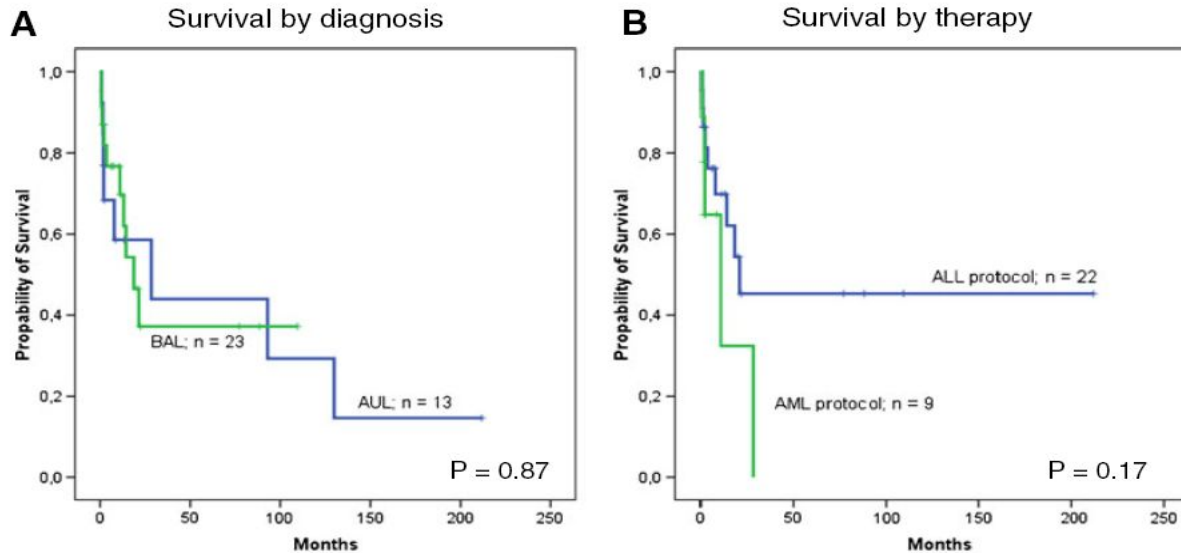 A
Survival by diagnosis
1,0
0,8
0,6
0,4
0,2
0,0
Propability of Survival
BAL; n = 23
AUL; n = 13
P = 0.87
0 50 100 150 200 250
Months
B
Survival by therapy
1,0
0,8
0,6
0,4
0,2
0,0
Propability of Survival
ALL protocol; n = 22
AML protocol; n = 9
P = 0.17
0 50 100 150 200 250
Months